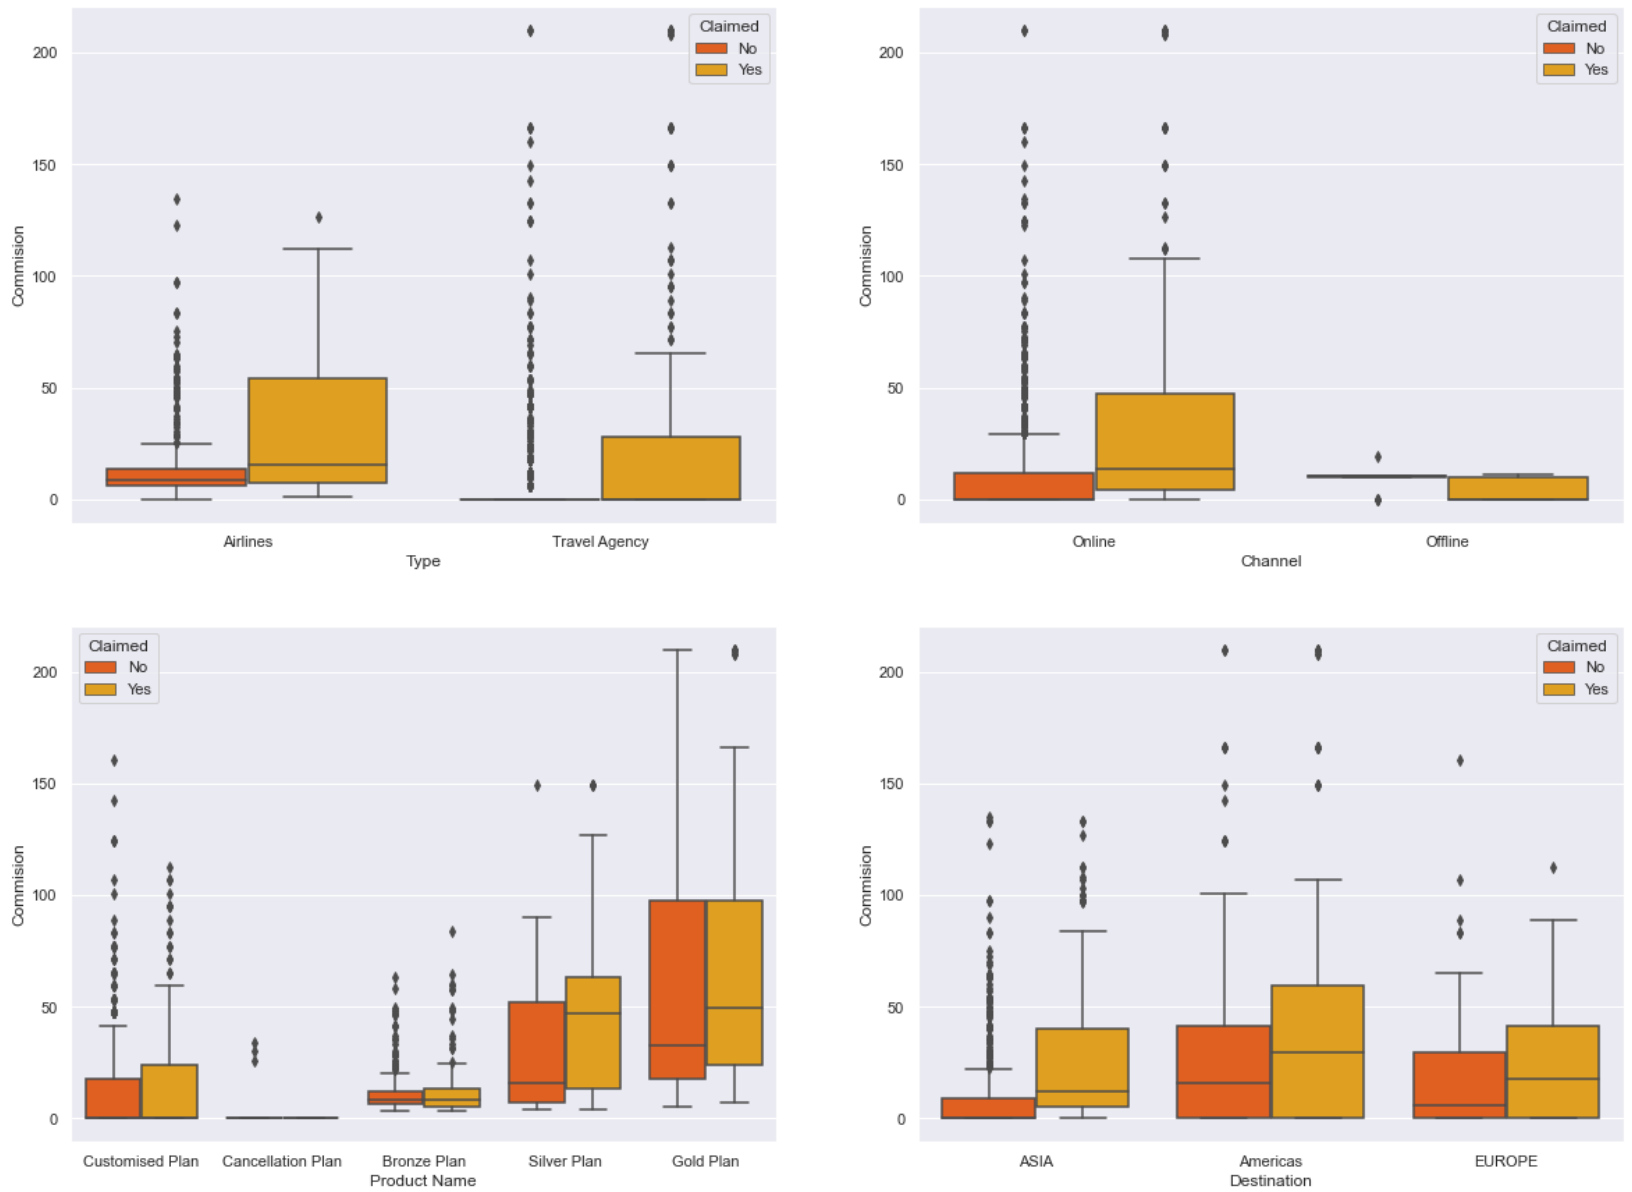 Claimed
No
Yes
200
150
100
50
0
Commision
Airlines
Travel Agency
Type
Claimed
No
Yes
200
150
100
50
0
Commision
Online
Offline
Channel
Claimed
No
Yes
200
150
100
50
0
Commision
Customised Plan
Cancellation Plan
Bronze Plan
Silver Plan
Gold Plan
Product Name
Claimed
No
Yes
200
150
100
50
0
Commision
ASIA
Americas
EUROPE
Destination